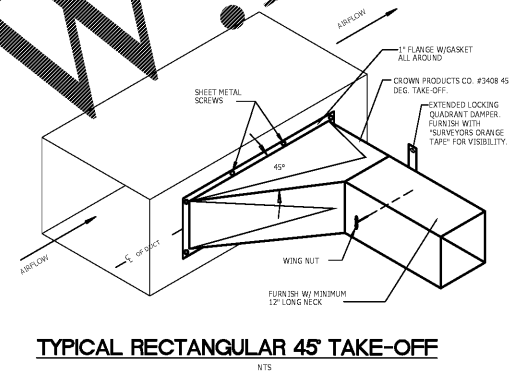 W.
AIRFLOW
1" FLANGE W/GASKET
ALL AROUND
CROWN PRODUCTS CO. #3408 45
DEG. TAKE-OFF.
SHEET METAL
SCREWS
EXTENDED LOCKING
QUADRANT DAMPER.
FURNISH WITH
"SURVEYORS ORANGE
TAPE" FOR VISIBILITY.
45°
℄ OF DUCT
AIRFLOW
WING NUT
FURNISH W/ MINIMUM
12" LONG NECK
TYPICAL RECTANGULAR 45° TAKE-OFF
NTS